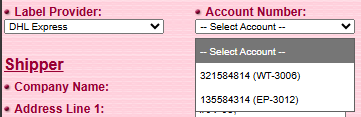 Label Provider:
Account Number:
DHL Express
-- Select Account --
-- Select Account --
321584814 (WT-3006)
135584314 (EP-3012)
Shipper
Company Name:
Address Line 1: